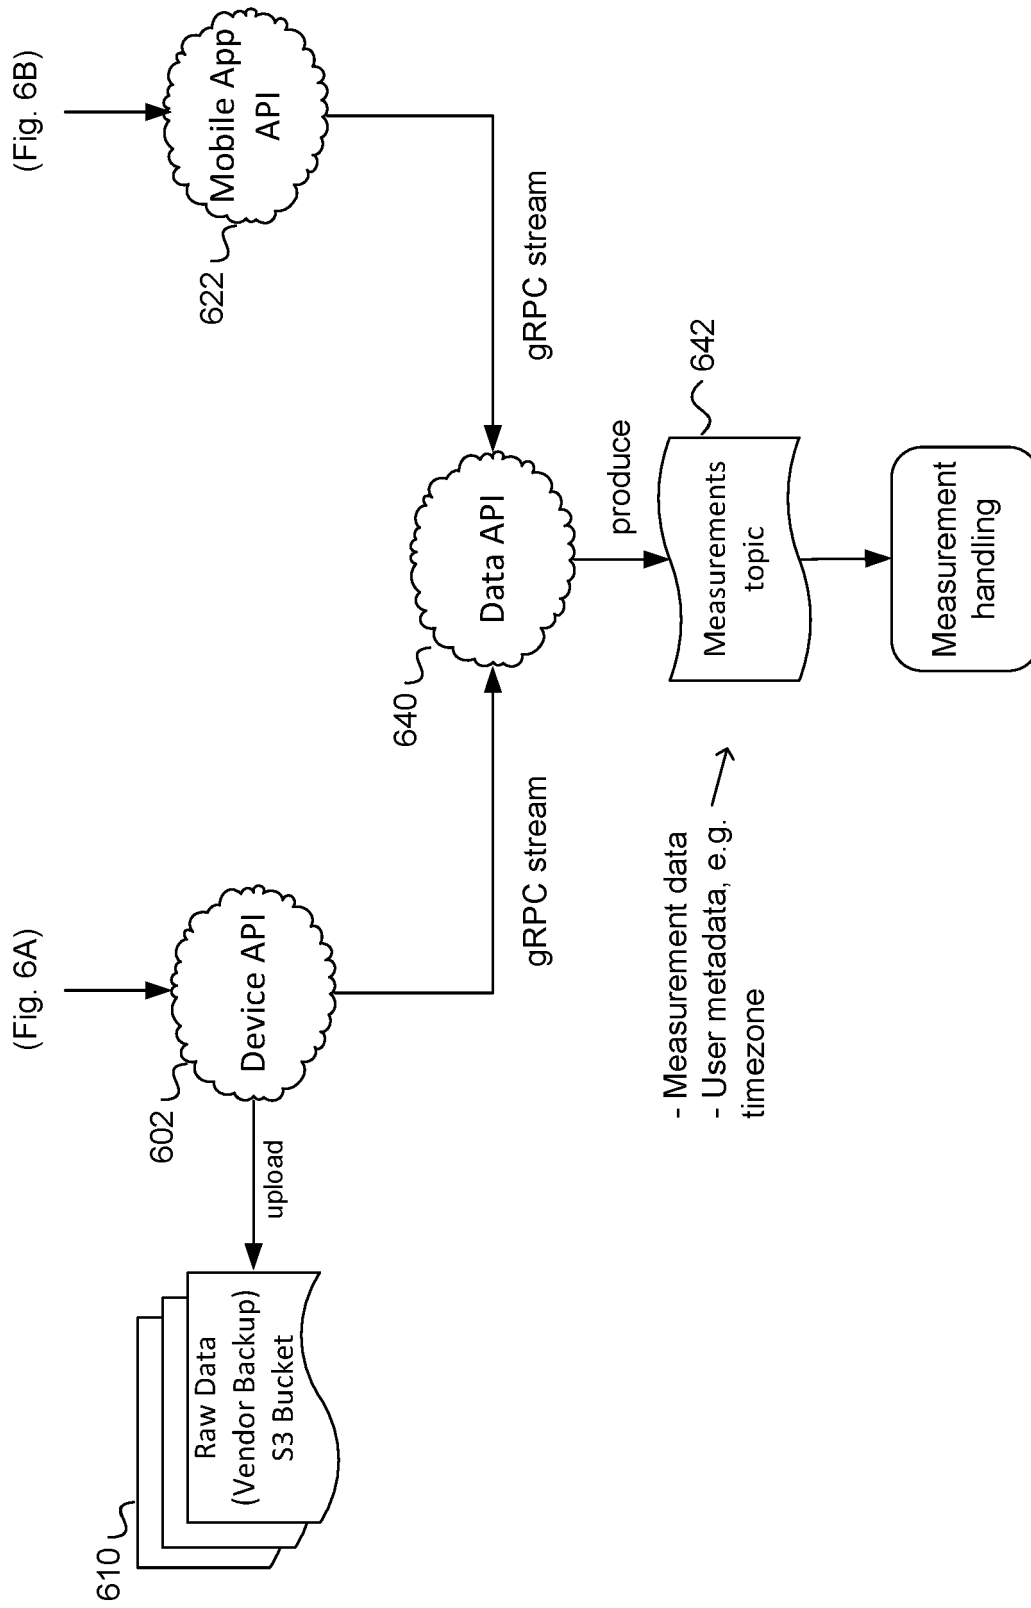 (Fig. 6A)
(Fig. 6B)
610
Raw Data
(Vendor Backup)
S3 Bucket
upload
602
Device API
622
Mobile App
API
gRPC stream
gRPC stream
640
Data API
produce
- Measurement data
- User metadata, e.g.
timezone
Measurements
topic
642
Measurement
handling